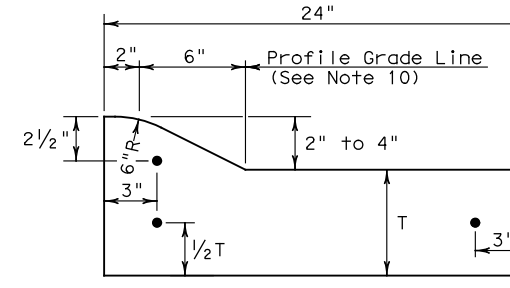 24"
2" 6" Profile Grade Line
(See Note 10)
2½" 6"R 2" to 4"
3"
½T T 3"